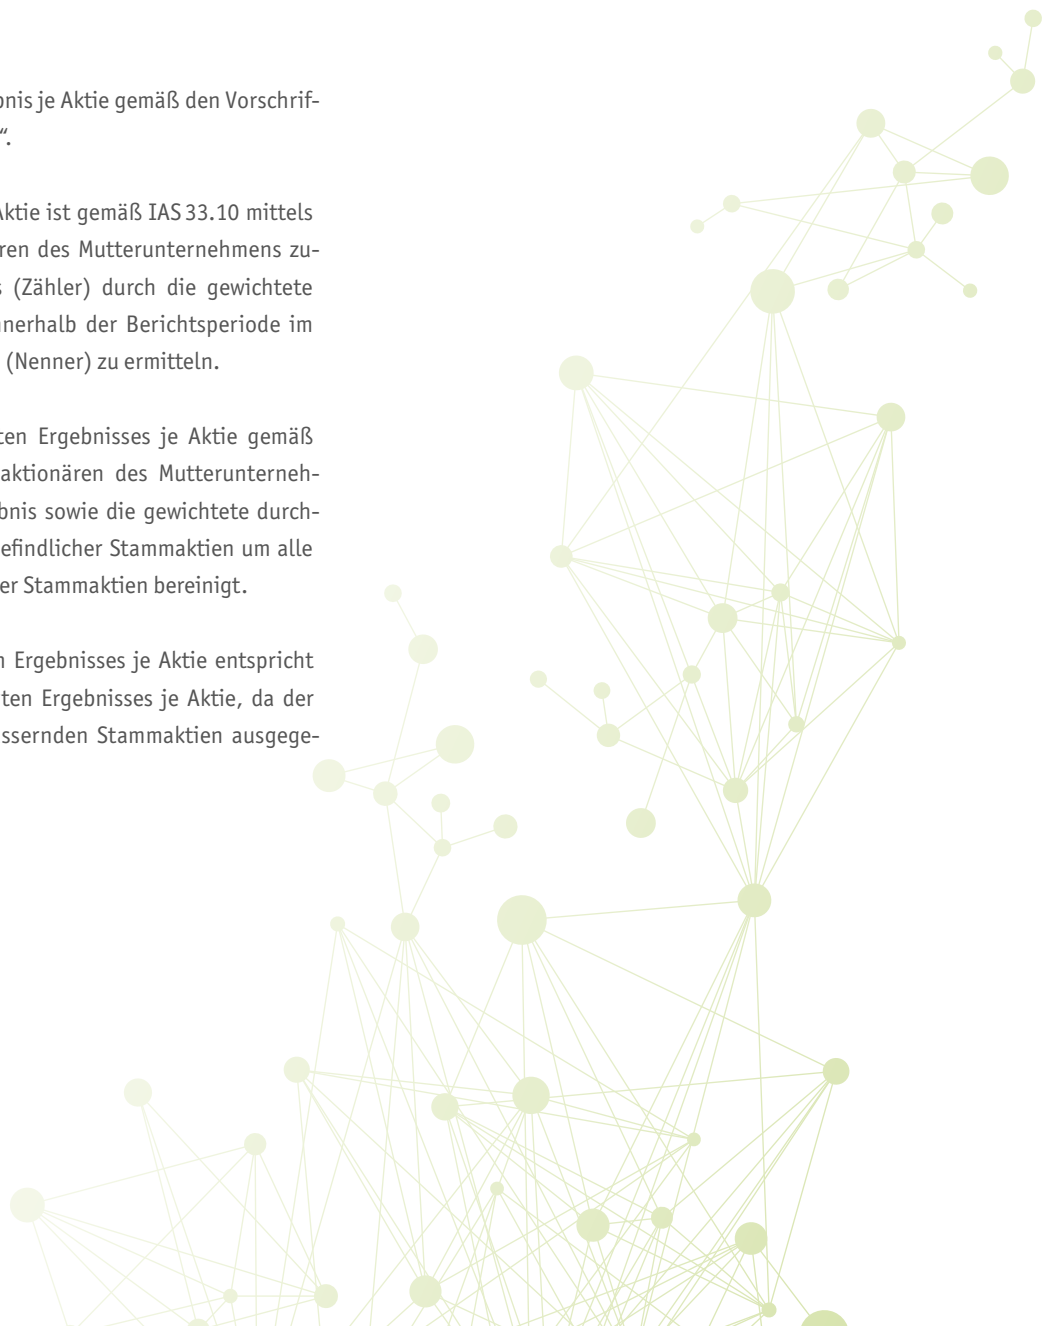 bnis je Aktie gemäß den Vorschrif-
“.
Aktie ist gemäß IAS 33.10 mittels
ren des Mutterunternehmens zu-
s (Zähler) durch die gewichtete
nnerhalb der Berichtsperiode im
(Nenner) zu ermitteln.
ten Ergebnisses je Aktie gemäß
aktionären des Mutterunterneh-
bnis sowie die gewichtete durch-
efindlicher Stammaktien um alle
er Stammaktien bereinigt.
n Ergebnisses je Aktie entspricht
ten Ergebnisses je Aktie, da der
ssernden Stammaktien ausgege-